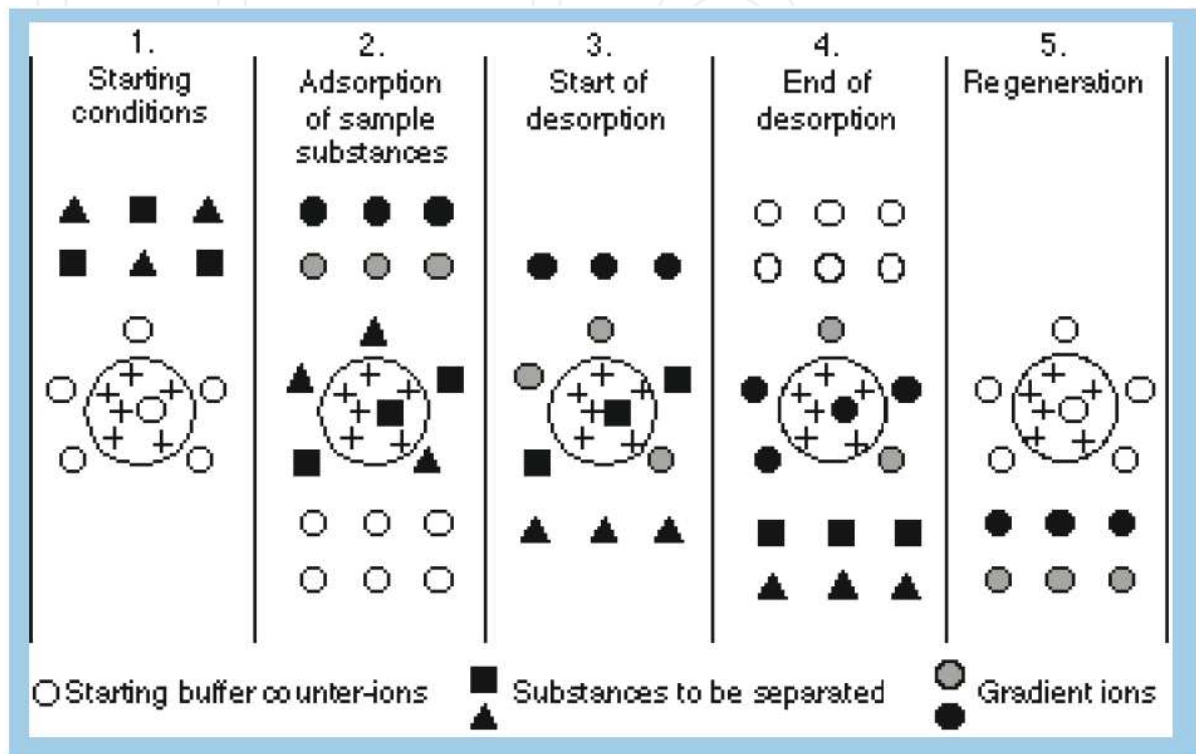 1.
Starting
conditions
2.
Adsorption
of sample
substances
3.
Start of
desorption
4.
End of
desorption
5.
Regeneration
Starting buffer counter-ions
Substances to be separated
Gradient ions